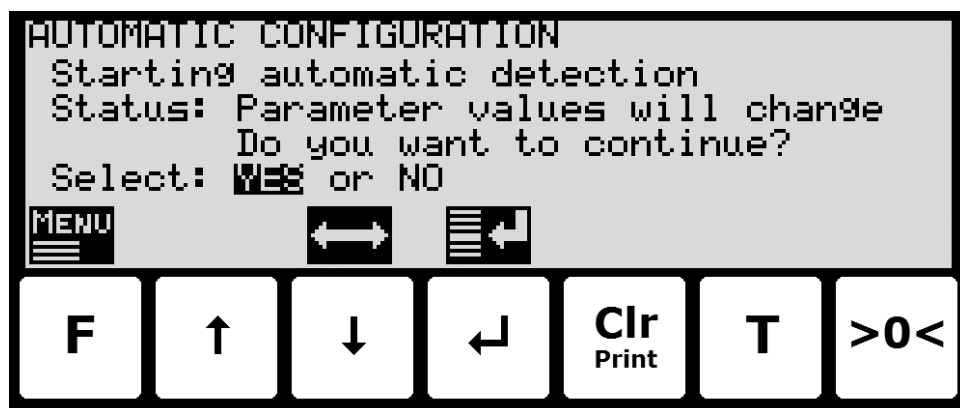 AUTOMATIC CONFIGURATION
Starting automatic detection
Status: Parameter values will change
Do you want to continue?
Select: YES or NO
MENU
F ↑ ↓ ↵ Clr T >0<
Print